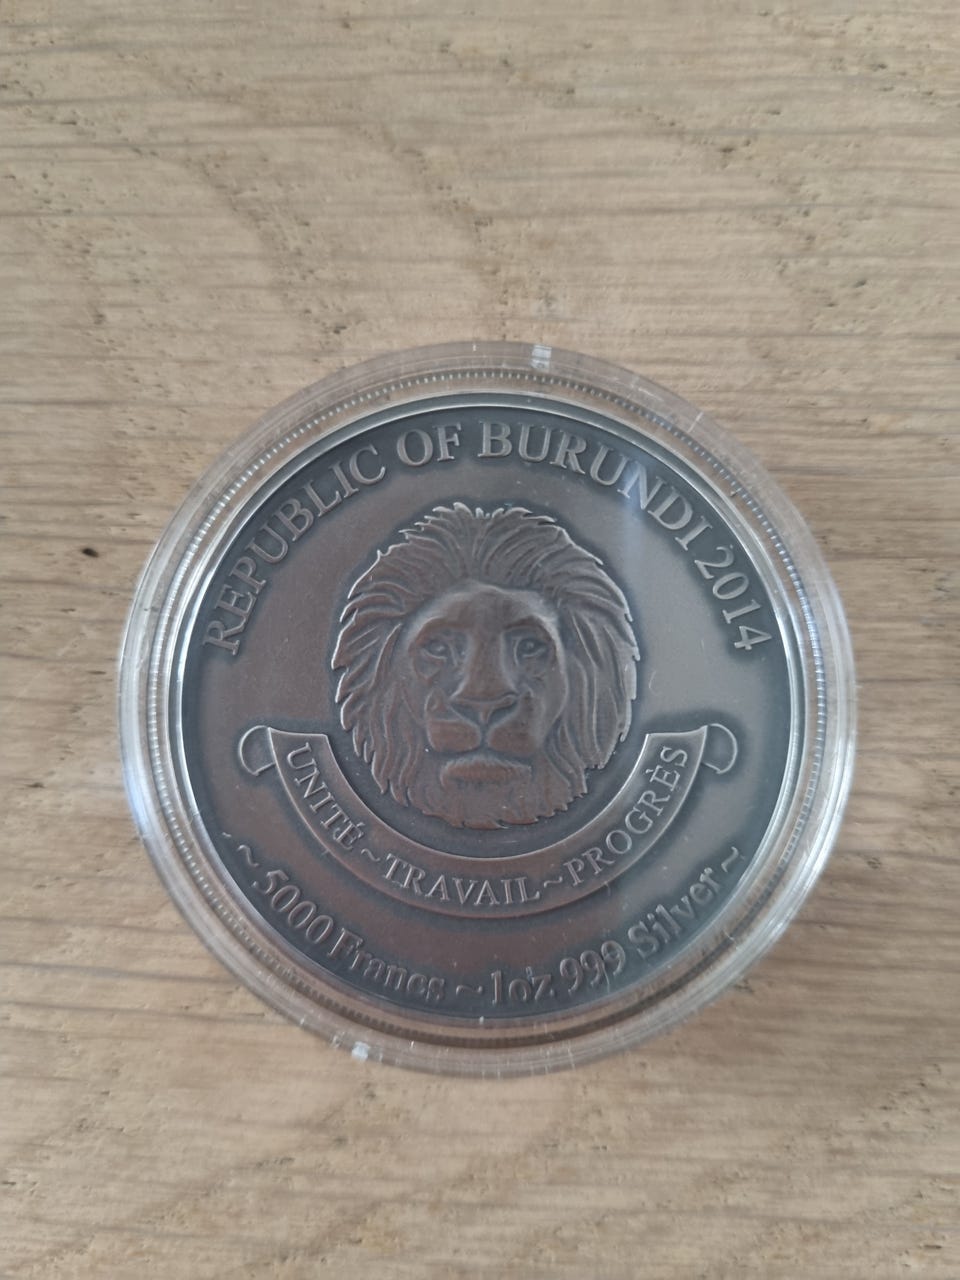 REPUBLIC OF BURUNDI 2014
UNITÉ ~ TRAVAIL ~ PROGRÈS
~ 5000 Francs ~ 1oz 999 Silver ~